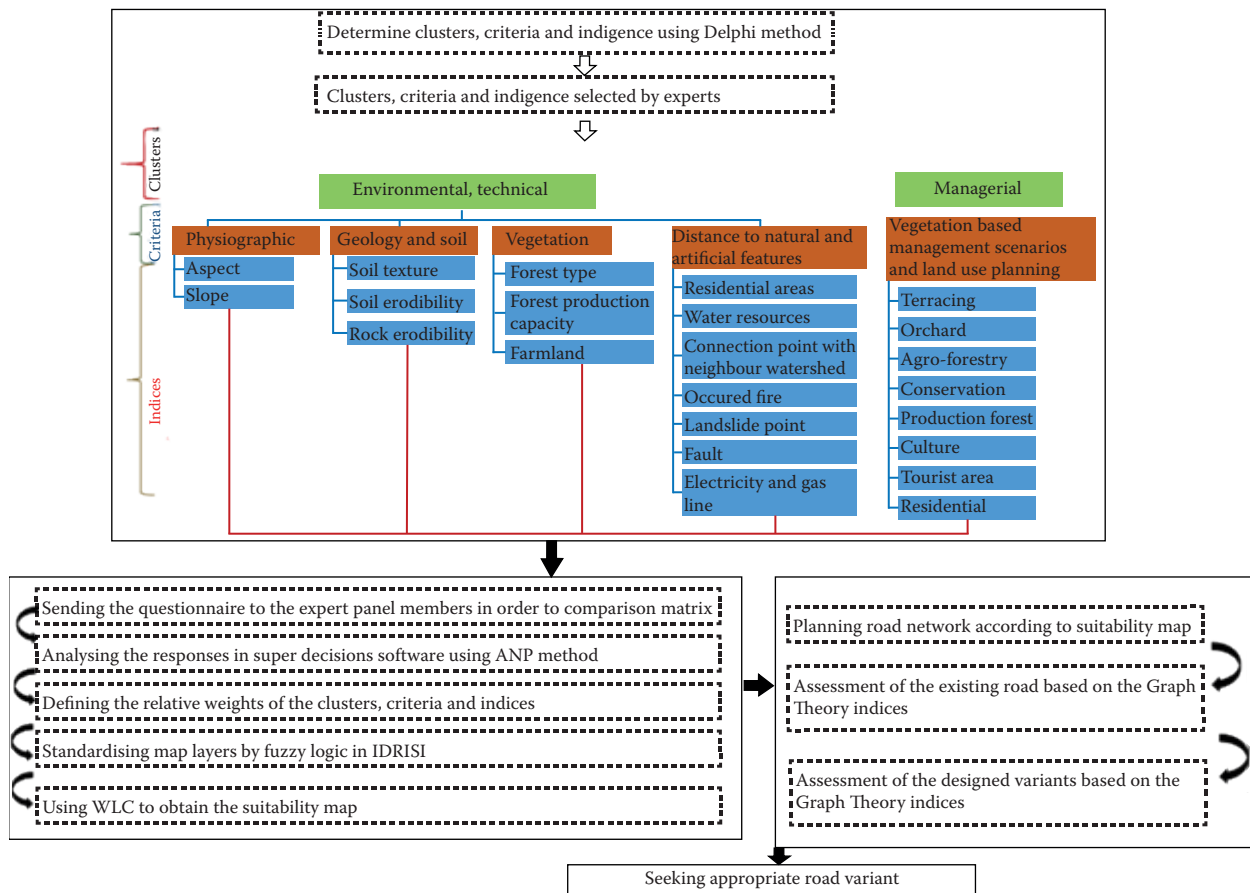 Determine clusters, criteria and indigence using Delphi method
Clusters, criteria and indigence selected by experts
Clusters
Environmental, technical
Managerial
Criteria
Physiographic
Geology and soil
Vegetation
Distance to natural and
artificial features
Vegetation based
management scenarios
and land use planning
Indices
Aspect
Slope
Soil texture
Soil erodibility
Rock erodibility
Forest type
Forest production
capacity
Farmland
Residential areas
Water resources
Connection point with
neighbour watershed
Occured fire
Landslide point
Fault
Electricity and gas
line
Terracing
Orchard
Agro-forestry
Conservation
Production forest
Culture
Tourist area
Residential
Sending the questionnaire to the expert panel members in order to comparison matrix
Analysing the responses in super decisions software using ANP method
Defining the relative weights of the clusters, criteria and indices
Standardising map layers by fuzzy logic in IDRISI
Using WLC to obtain the suitability map
Planning road network according to suitability map
Assessment of the existing road based on the Graph
Theory indices
Assessment of the designed variants based on the
Graph Theory indices
Seeking appropriate road variant